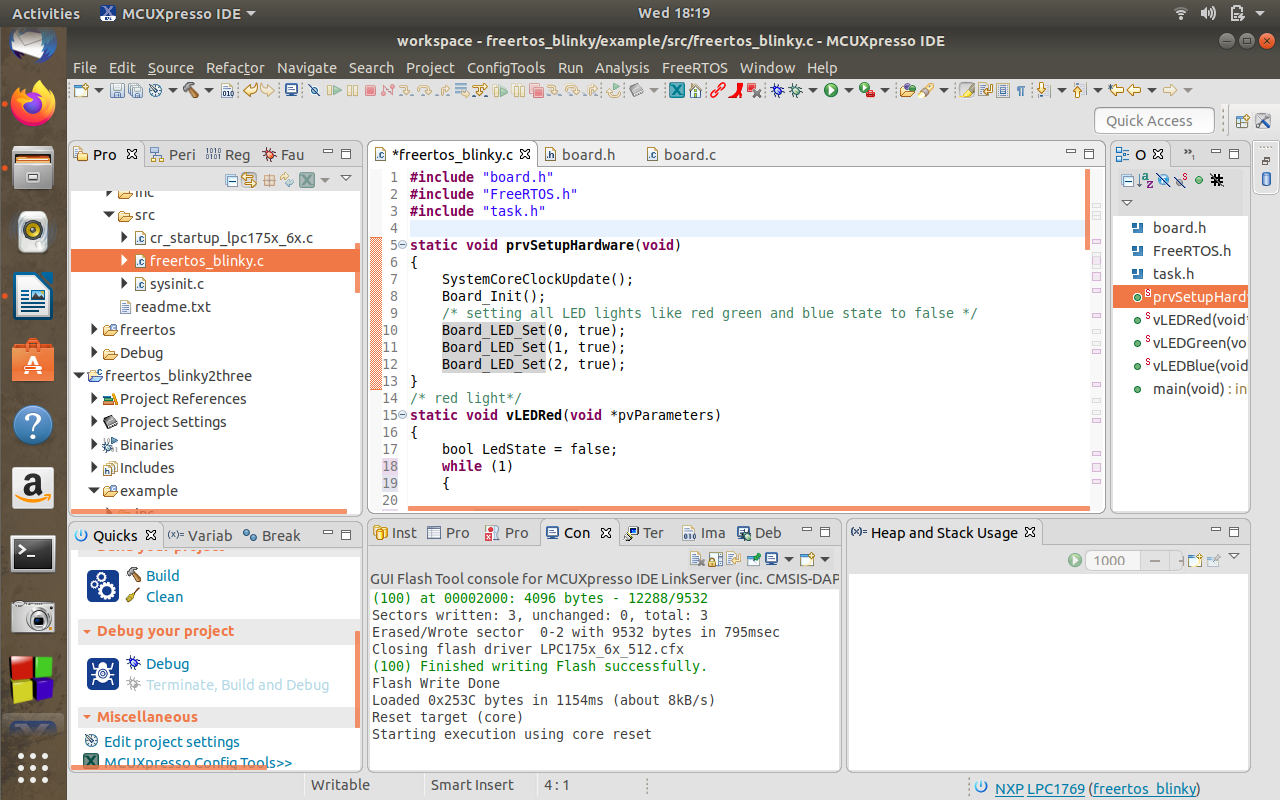 Activities
MCUXpresso IDE
Wed 18:19
workspace - freertos_blinky/example/src/freertos_blinky.c - MCUXpresso IDE
File Edit Source Refactor Navigate Search Project ConfigTools Run Analysis FreeRTOS Window Help
Quick Access
Pro Peri Reg Fau
inc
src
cr_startup_lpc175x_6x.c
freertos_blinky.c
sysinit.c
readme.txt
freertos
Debug
freertos_blinky2three
Project References
Project Settings
Binaries
Includes
example
*freertos_blinky.c board.h board.c
1 #include "board.h"
2 #include "FreeRTOS.h"
3 #include "task.h"
4
5 static void prvSetupHardware(void)
6 {
7 SystemCoreClockUpdate();
8 Board_Init();
9 /* setting all LED lights like red green and blue state to false */
10 Board_LED_Set(0, true);
11 Board_LED_Set(1, true);
12 Board_LED_Set(2, true);
13 }
14 /* red light*/
15 static void vLEDRed(void *pvParameters)
16 {
17 bool LedState = false;
18 while (1)
19 {
20
O
board.h
FreeRTOS.h
task.h
prvSetupHard
vLEDRed(void
vLEDGreen(vo
vLEDBlue(void
main(void) : in
Quicks (x)= Variab Break
Build your project
Build
Clean
Debug your project
Debug
Terminate, Build and Debug
Miscellaneous
Edit project settings
MCUXpresso Config Tools>>
Inst Pro Pro Con Ter Ima Deb
GUI Flash Tool console for MCUXpresso IDE LinkServer (inc. CMSIS-DAP
(100) at 00002000: 4096 bytes - 12288/9532
Sectors written: 3, unchanged: 0, total: 3
Erased/Wrote sector 0-2 with 9532 bytes in 795msec
Closing flash driver LPC175x_6x_512.cfx
(100) Finished writing Flash successfully.
Flash Write Done
Loaded 0x253C bytes in 1154ms (about 8kB/s)
Reset target (core)
Starting execution using core reset
(x)= Heap and Stack Usage
1000
Writable
Smart Insert
4 : 1
NXP LPC1769 (freertos_blinky)